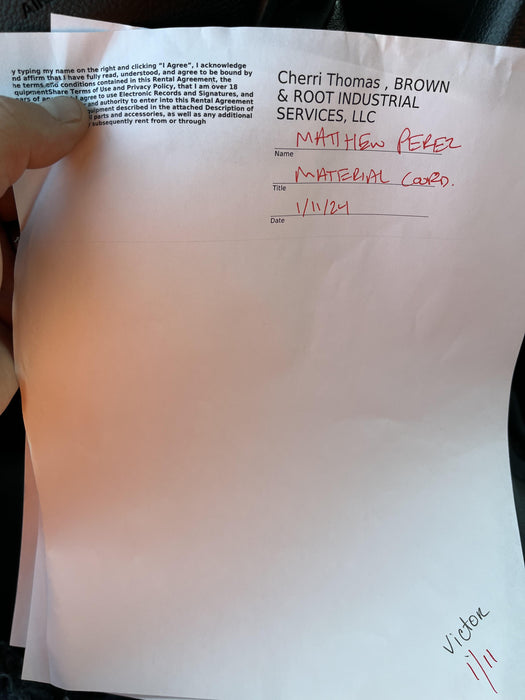 y typing my name on the right and clicking "I Agree", I acknowledge
nd affirm that I have fully read, understood, and agree to be bound by
he terms and conditions contained in this Rental Agreement, the
quipmentShare Terms of Use and Privacy Policy, that I am over 18
ears of agree to use Electronic Records and Signatures, and
and authority to enter into this Rental Agreement
ipment described in the attached Description of
parts and accessories, as well as any additional
subsequently rent from or through
Cherri Thomas , BROWN
& ROOT INDUSTRIAL
SERVICES, LLC
MATTHEW PEREZ
Name
MATERIAL COORD.
Title
1/11/24
Date
Victor
1/11